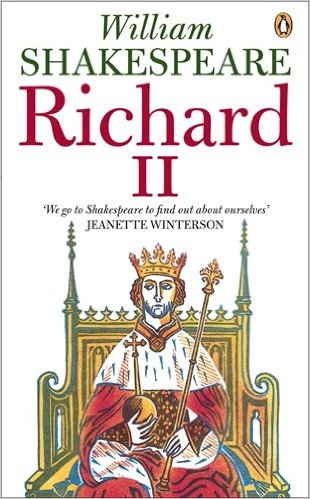 William
SHAKESPEARE
Richard
II
‘We go to Shakespeare to find out about ourselves’
JEANETTE WINTERSON